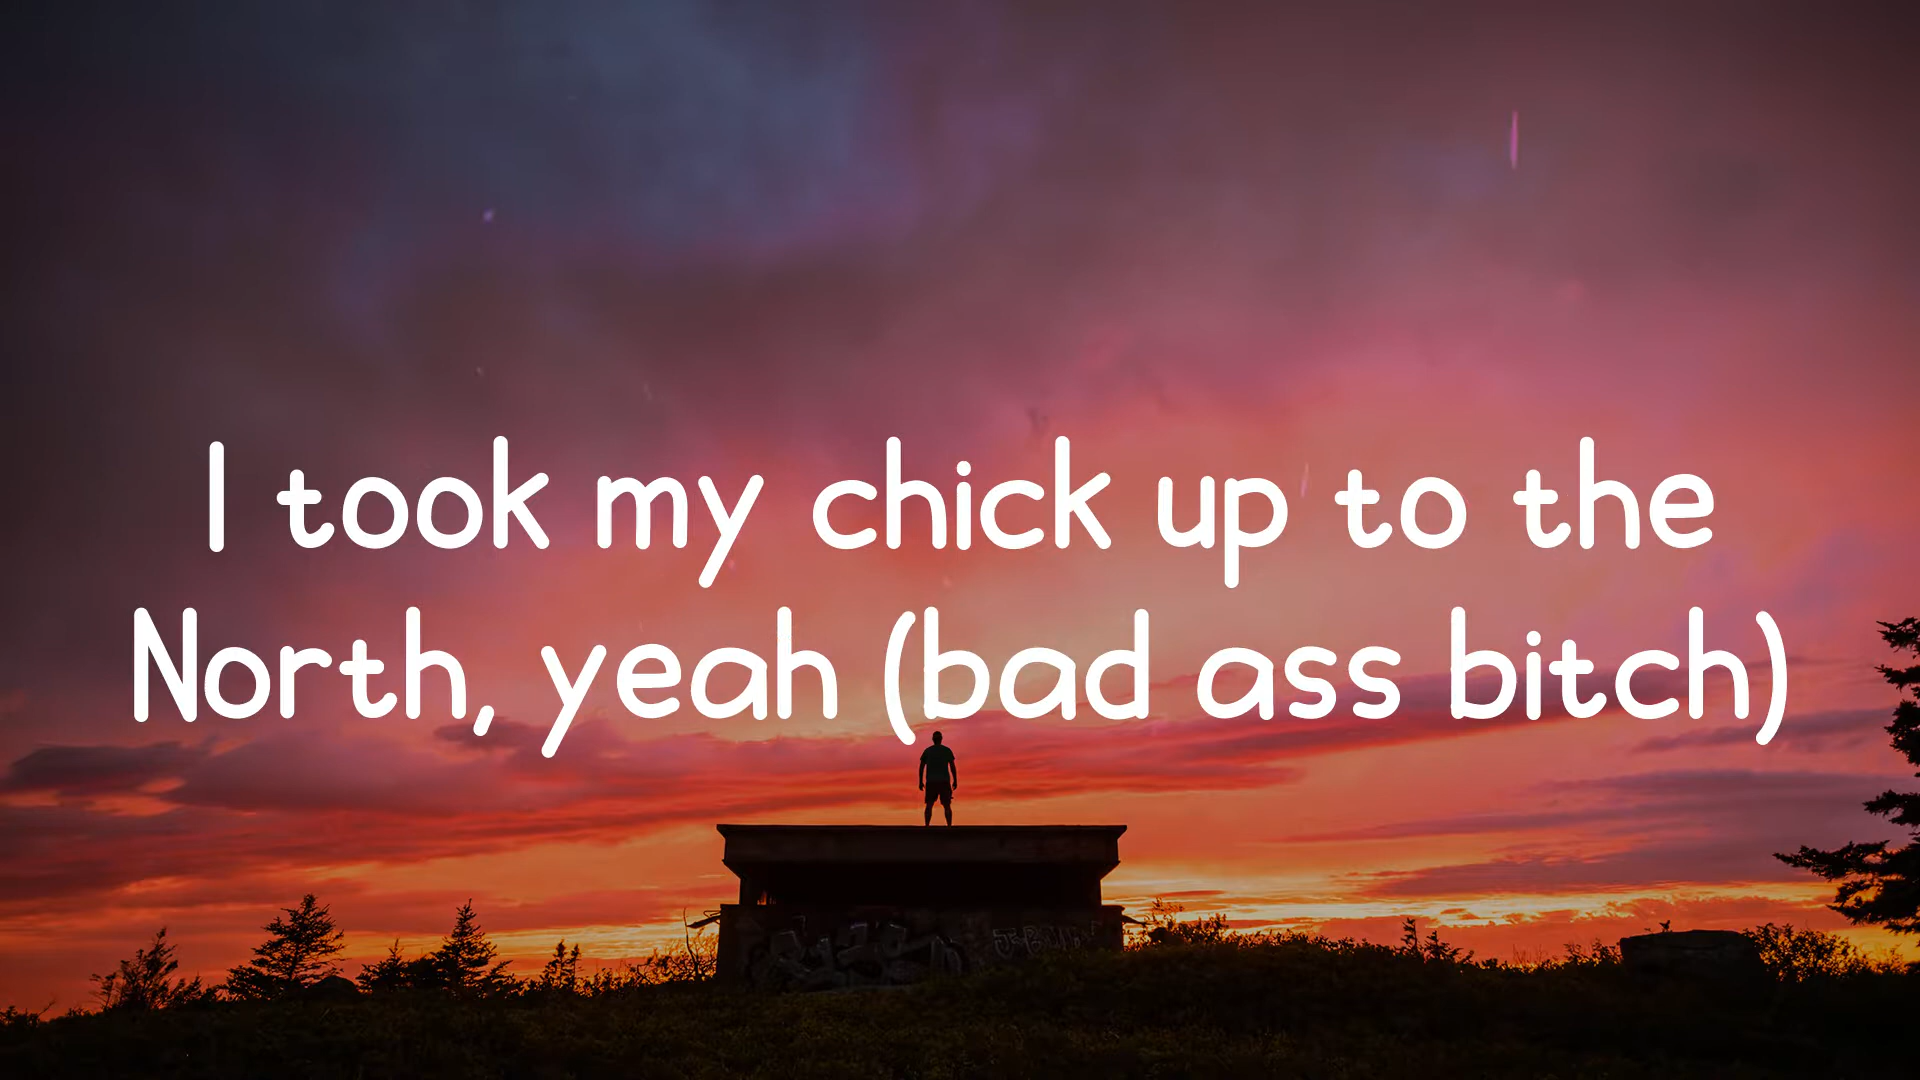 I took my chick up to the
North, yeah (bad ass bitch)